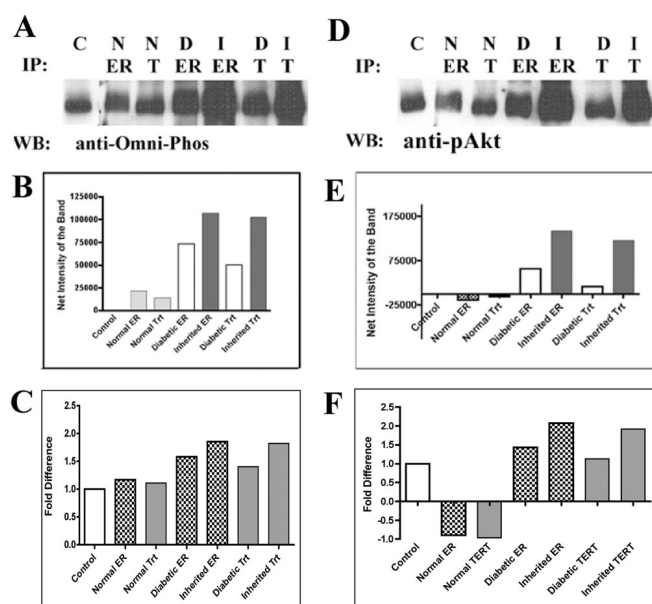 A
C N N D I D I
IP: ER T ER ER T T
WB: anti-Omni-Phos
D
C N N D I D I
IP: ER T ER ER T T
WB: anti-pAkt
B
Net Intensity of the Band
125000
100000
75000
50000
25000
0
Control
Normal ER
Normal Trt
Diabetic ER
Inherited ER
Diabetic Trt
Inherited Trt
E
Net Intensity of the Band
175000
75000
-25000
Control
Normal ER
Normal Trt
Diabetic ER
Inherited ER
Diabetic Trt
Inherited Trt
C
Fold Difference
2.5
2.0
1.5
1.0
0.5
0.0
Control
Normal ER
Normal Trt
Diabetic ER
Inherited ER
Diabetic Trt
Inherited Trt
F
Fold Difference
2.5
2.0
1.5
1.0
0.5
0.0
-0.5
-1.0
Control
Normal ER
Normal TERT
Diabetic ER
Inherited ER
Diabetic TERT
Inherited TERT